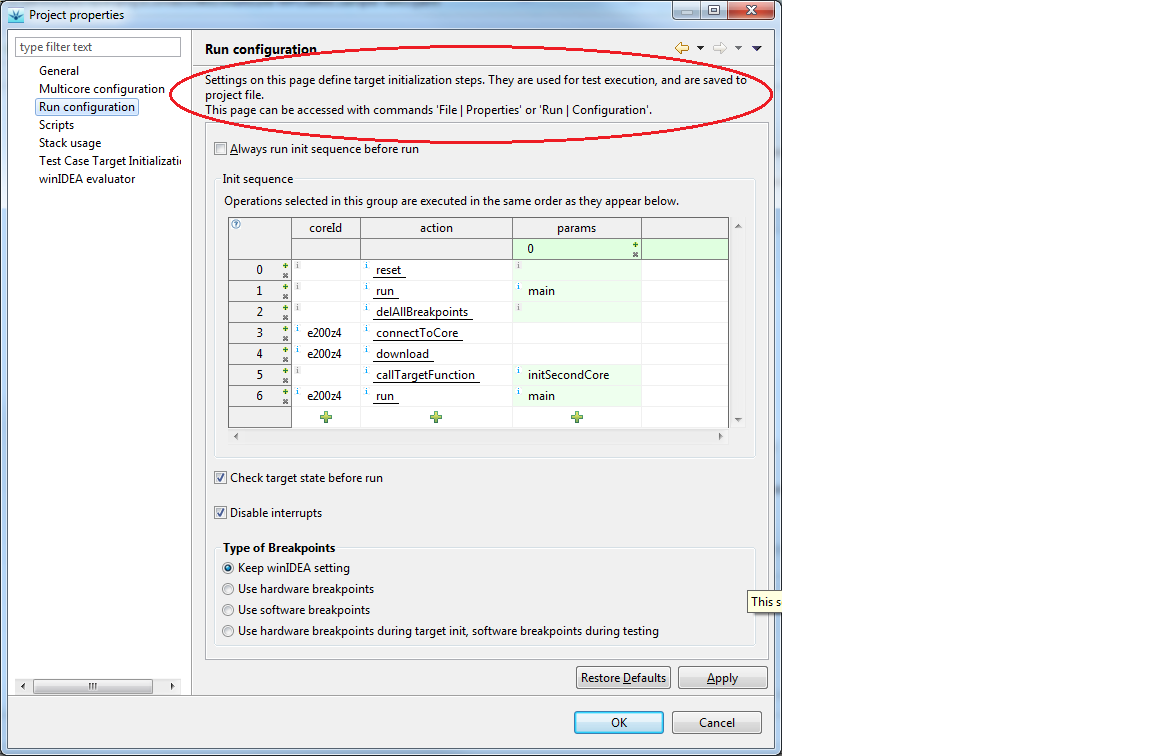 Project properties
type filter text
General
Multicore configuration
Run configuration
Scripts
Stack usage
Test Case Target Initializatio
winIDEA evaluator
Run configuration
Settings on this page define target initialization steps. They are used for test execution, and are saved to
project file.
This page can be accessed with commands 'File | Properties' or 'Run | Configuration'.
Always run init sequence before run
Init sequence
Operations selected in this group are executed in the same order as they appear below.
coreId action params
0
0 reset
1 run main
2 delAllBreakpoints
3 e200z4 connectToCore
4 e200z4 download
5 callTargetFunction initSecondCore
6 e200z4 run main
Check target state before run
Disable interrupts
Type of Breakpoints
Keep winIDEA setting
Use hardware breakpoints
Use software breakpoints
Use hardware breakpoints during target init, software breakpoints during testing
This s
Restore Defaults Apply
OK Cancel